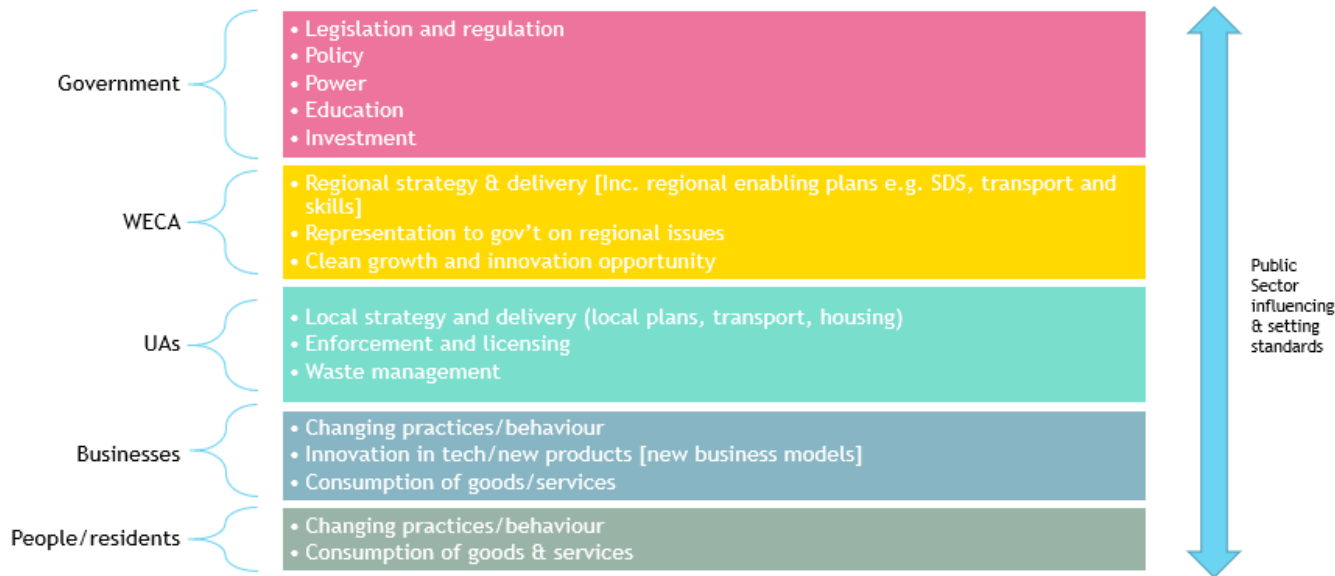 Government
• Legislation and regulation
• Policy
• Power
• Education
• Investment
WECA
• Regional strategy & delivery [Inc. regional enabling plans e.g. SDS, transport and
skills]
• Representation to gov’t on regional issues
• Clean growth and innovation opportunity
UAs
• Local strategy and delivery (local plans, transport, housing)
• Enforcement and licensing
• Waste management
Businesses
• Changing practices/behaviour
• Innovation in tech/new products [new business models]
• Consumption of goods/services
People/residents
• Changing practices/behaviour
• Consumption of goods & services
Public
Sector
influencing
& setting
standards